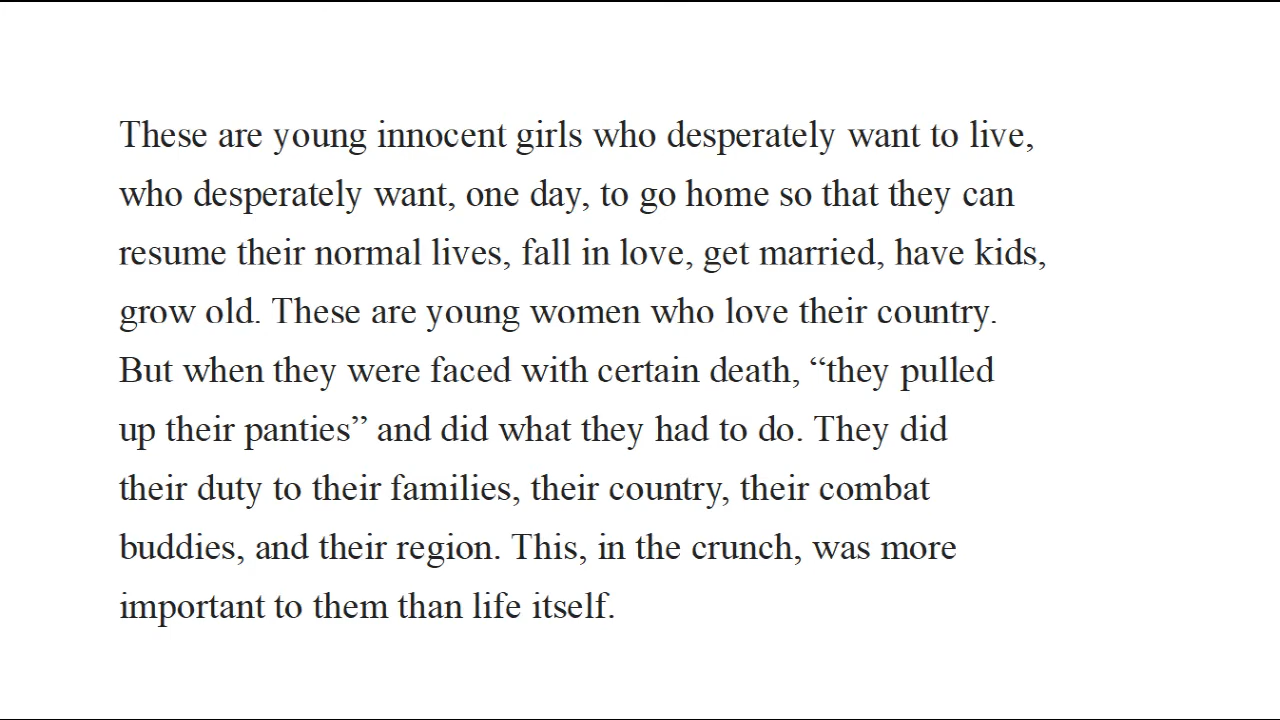 These are young innocent girls who desperately want to live,
who desperately want, one day, to go home so that they can
resume their normal lives, fall in love, get married, have kids,
grow old. These are young women who love their country.
But when they were faced with certain death, “they pulled
up their panties” and did what they had to do. They did
their duty to their families, their country, their combat
buddies, and their region. This, in the crunch, was more
important to them than life itself.